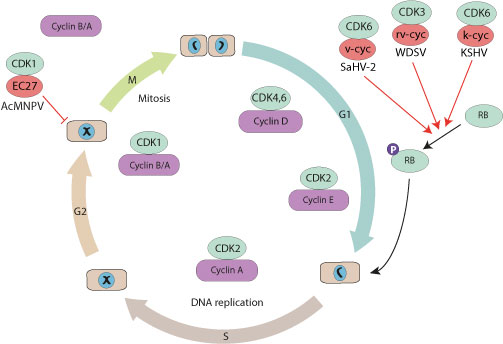 Cyclin B/A
CDK1
EC27
AcMNPV
M
Mitosis
CDK1
Cyclin B/A
G2
CDK4,6
Cyclin D
G1
CDK2
Cyclin E
CDK2
Cyclin A
DNA replication
S
CDK6
v-cyc
SaHV-2
CDK3
rv-cyc
WDSV
CDK6
k-cyc
KSHV
RB
P
RB